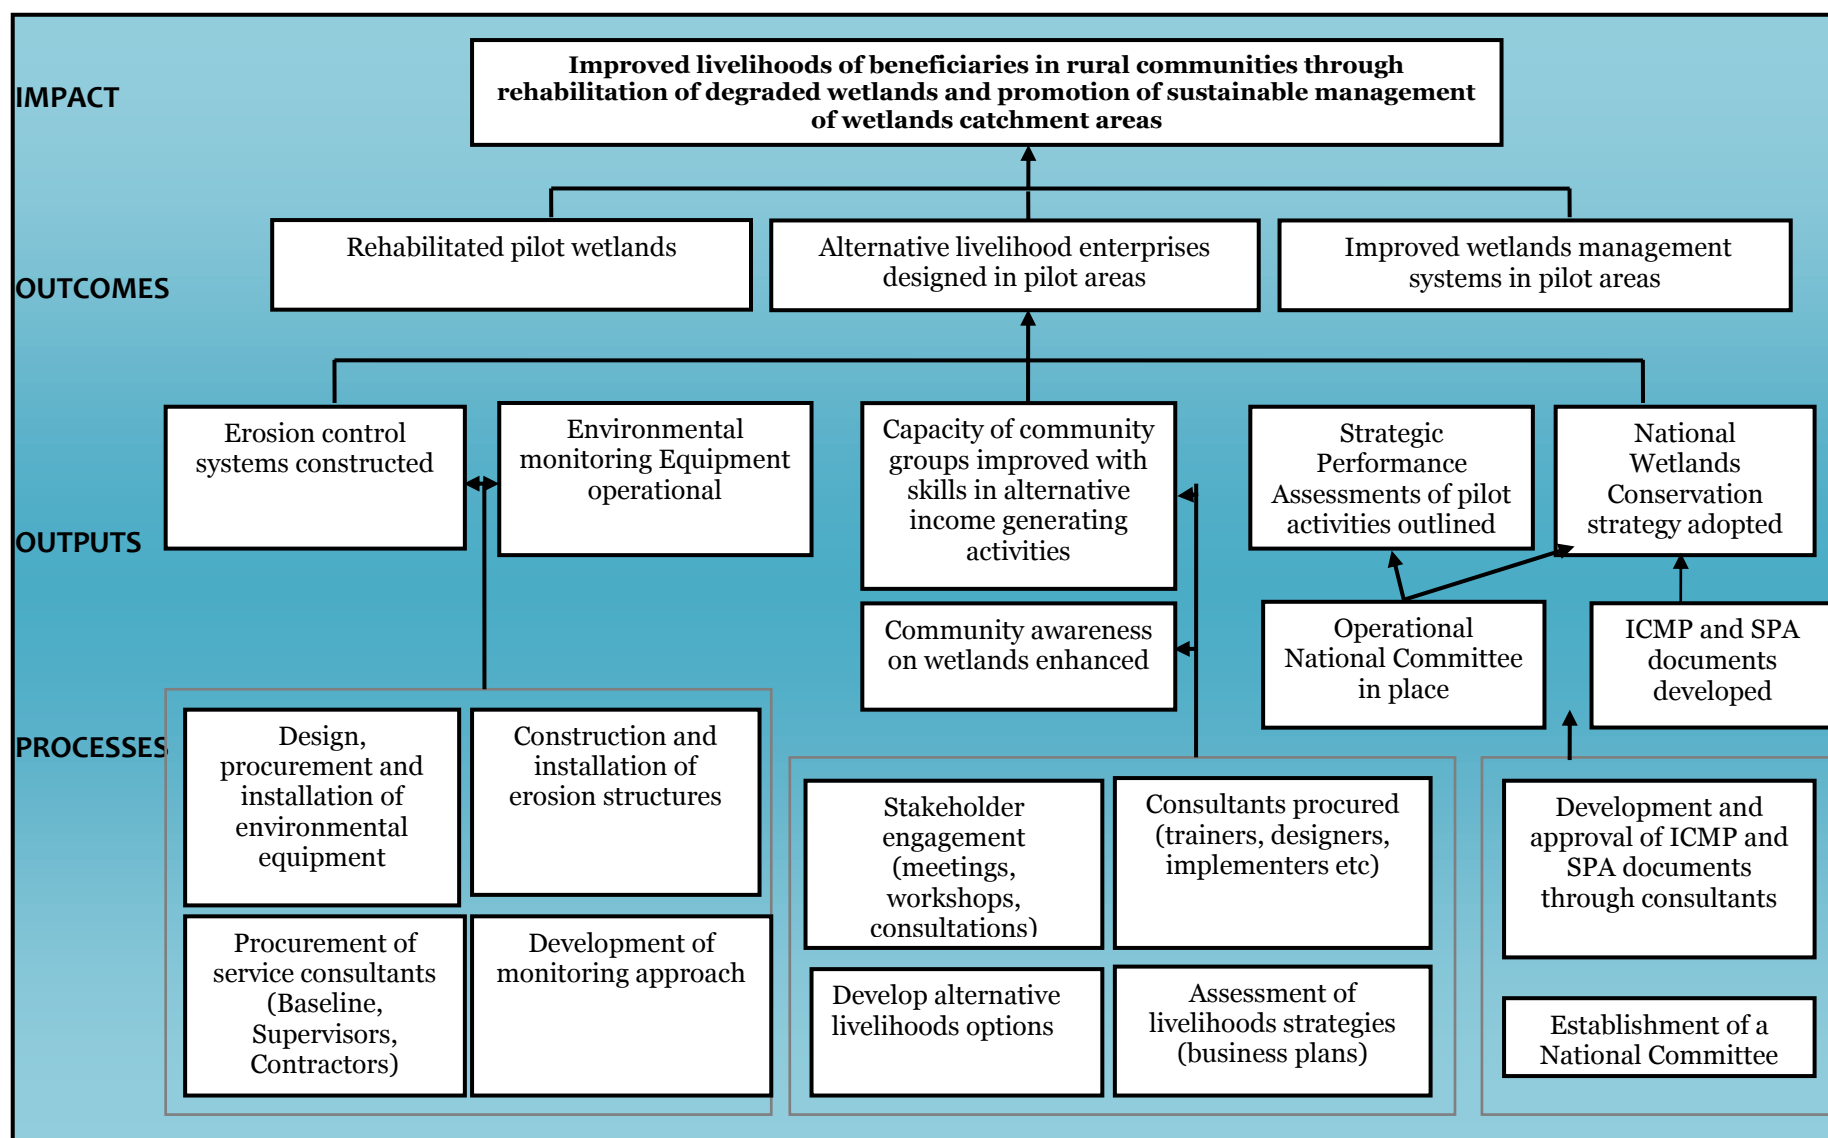 IMPACT
Improved livelihoods of beneficiaries in rural communities through
rehabilitation of degraded wetlands and promotion of sustainable management
of wetlands catchment areas
OUTCOMES
Rehabilitated pilot wetlands
Alternative livelihood enterprises
designed in pilot areas
Improved wetlands management
systems in pilot areas
OUTPUTS
Erosion control
systems constructed
Environmental
monitoring Equipment
operational
Capacity of community
groups improved with
skills in alternative
income generating
activities
Strategic
Performance
Assessments of pilot
activities outlined
National
Wetlands
Conservation
strategy adopted
Community awareness
on wetlands enhanced
Operational
National Committee
in place
ICMP and SPA
documents
developed
PROCESSES
Design,
procurement and
installation of
environmental
equipment
Construction and
installation of
erosion structures
Procurement of
service consultants
(Baseline,
Supervisors,
Contractors)
Development of
monitoring approach
Stakeholder
engagement
(meetings,
workshops,
consultations)
Consultants procured
(trainers, designers,
implementers etc)
Develop alternative
livelihoods options
Assessment of
livelihoods strategies
(business plans)
Development and
approval of ICMP and
SPA documents
through consultants
Establishment of a
National Committee